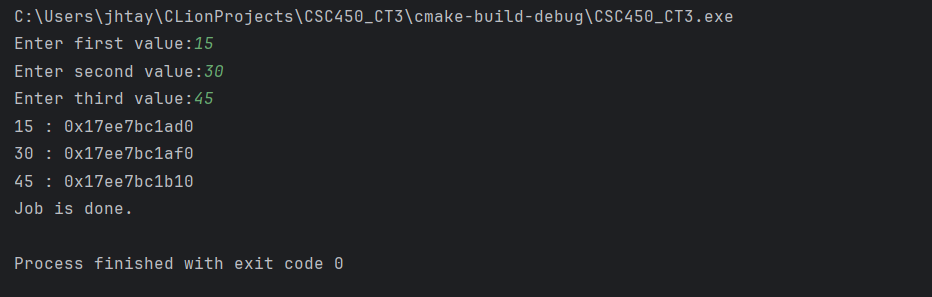 C:\Users\jhtay\CLionProjects\CSC450_CT3\cmake-build-debug\CSC450_CT3.exe
Enter first value:15
Enter second value:30
Enter third value:45
15 : 0x17ee7bc1ad0
30 : 0x17ee7bc1af0
45 : 0x17ee7bc1b10
Job is done.
Process finished with exit code 0